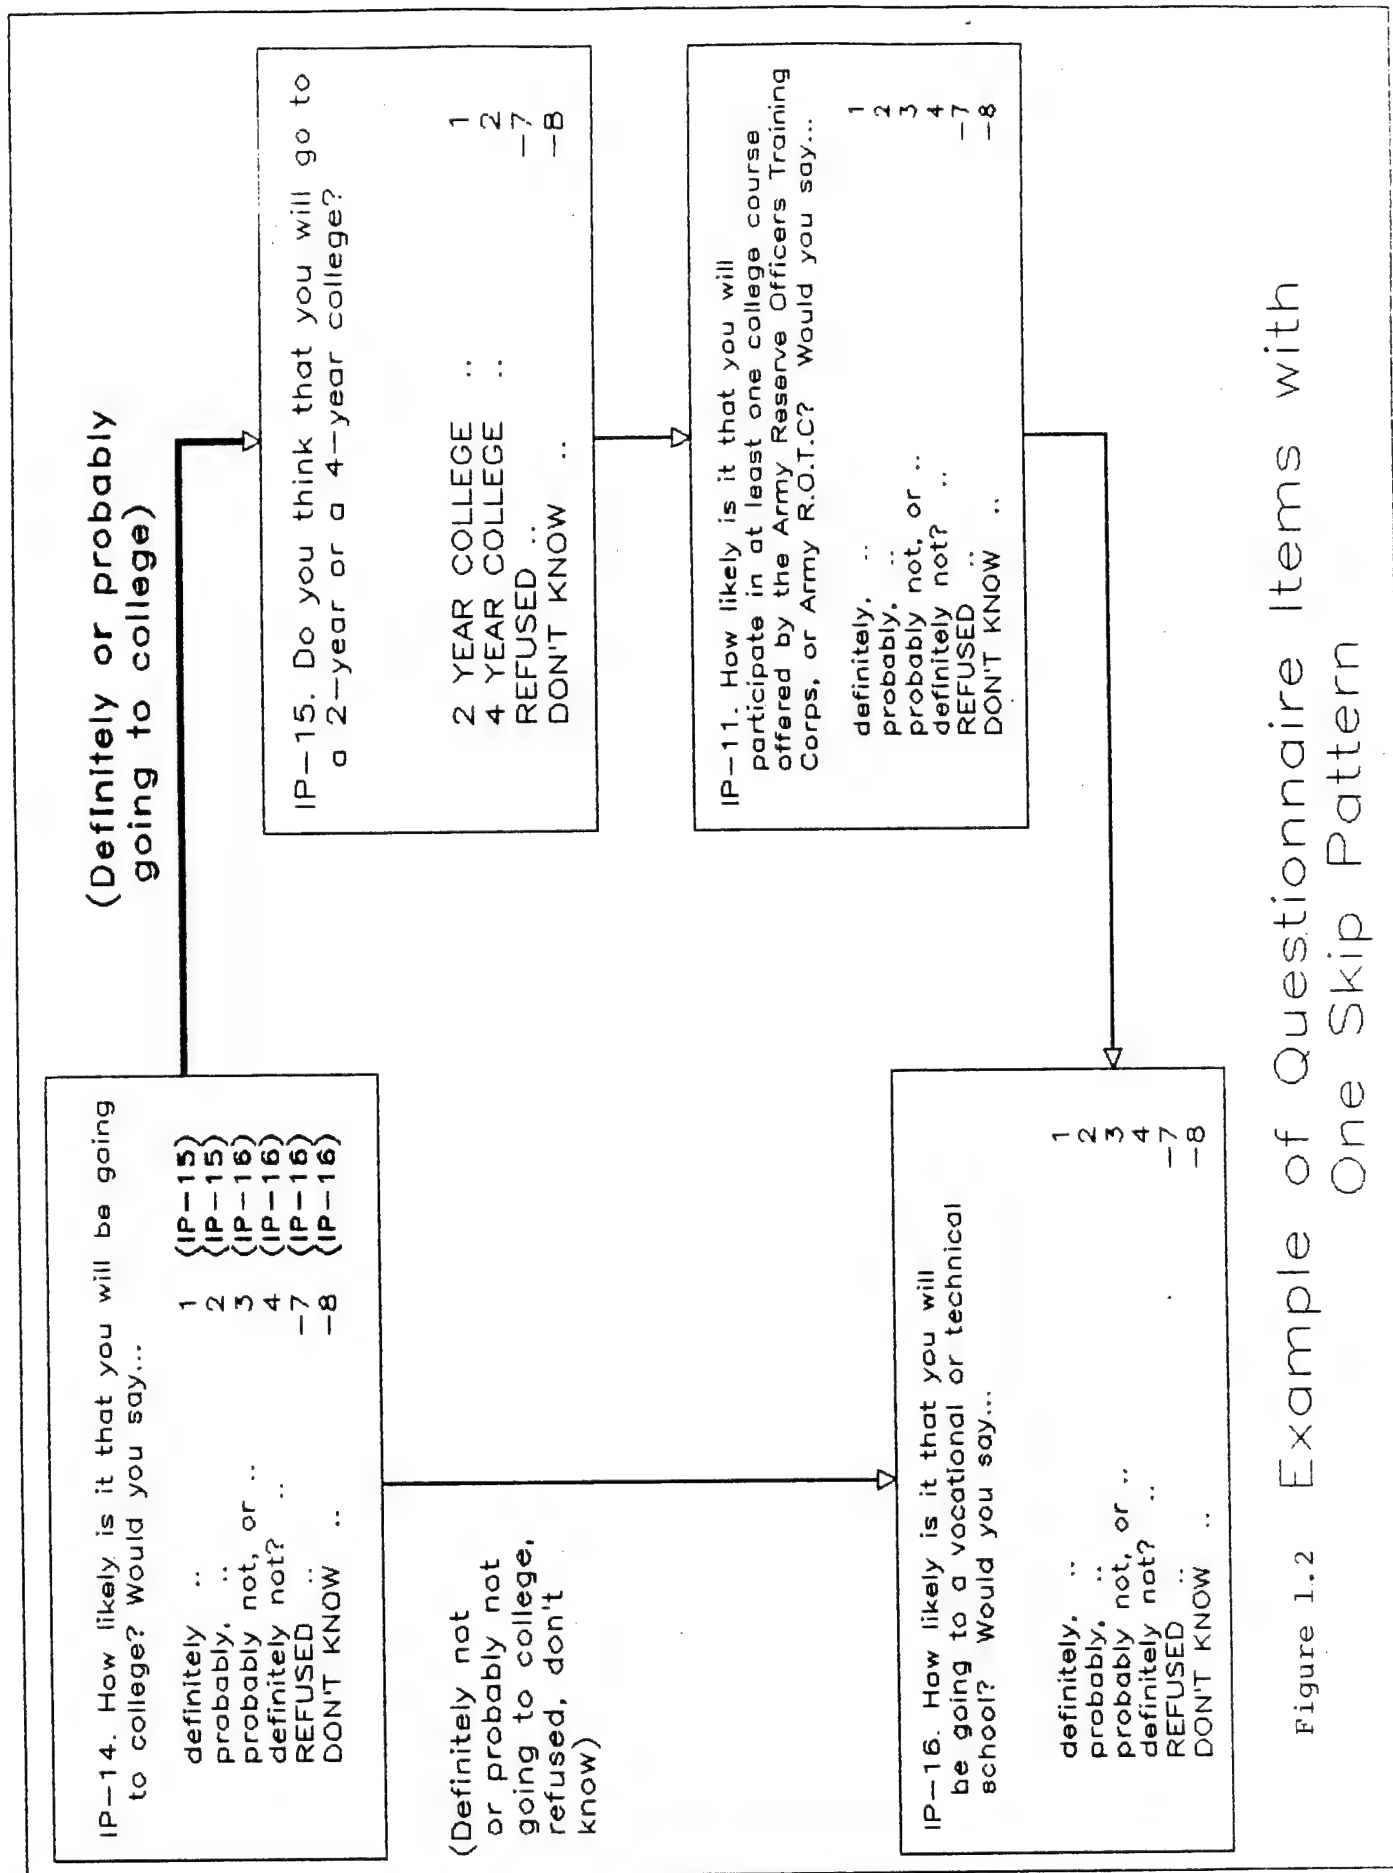 IP-14. How likely is it that you will be going
to college? Would you say...
definitely .. 1 (IP-15)
probably, .. 2 (IP-15)
probably not, or .. 3 (IP-16)
definitely not? .. 4 (IP-16)
REFUSED .. -7 (IP-16)
DON'T KNOW .. -8 (IP-16)
(Definitely or probably
going to college)
IP-15. Do you think that you will go to
a 2-year or a 4-year college?
2 YEAR COLLEGE .. 1
4 YEAR COLLEGE .. 2
REFUSED .. -7
DON'T KNOW .. -8
IP-11. How likely is it that you will
participate in at least one college course
offered by the Army Reserve Officers Training
Corps, or Army R.O.T.C? Would you say...
definitely, .. 1
probably, .. 2
probably not, or .. 3
definitely not? .. 4
REFUSED .. -7
DON'T KNOW .. -8
(Definitely not
or probably not
going to college,
refused, don't
know)
IP-16. How likely is it that you will
be going to a vocational or technical
school? Would you say...
definitely, .. 1
probably, .. 2
probably not, or .. 3
definitely not? .. 4
REFUSED .. -7
DON'T KNOW .. -8
Figure 1.2 Example of Questionnaire Items with
One Skip Pattern